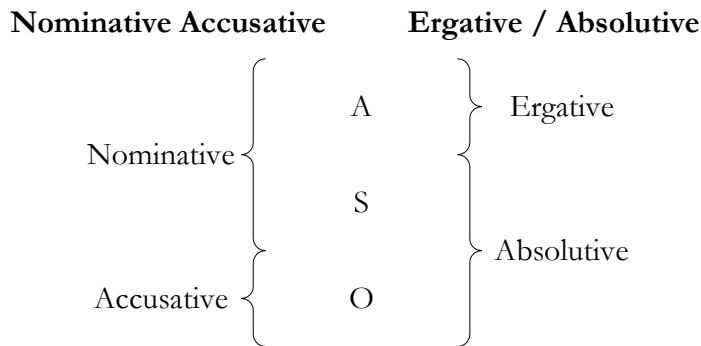 Nominative Accusative Ergative / Absolutive
A Ergative
Nominative
S
Absolutive
Accusative O